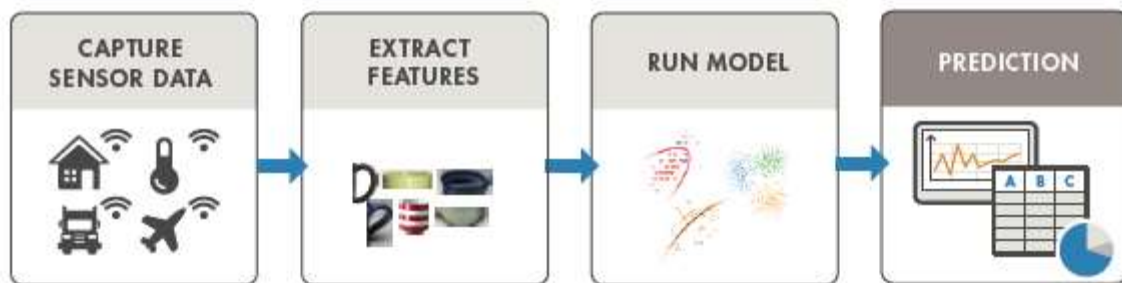 CAPTURE
SENSOR DATA
EXTRACT
FEATURES
RUN MODEL
PREDICTION
A B C